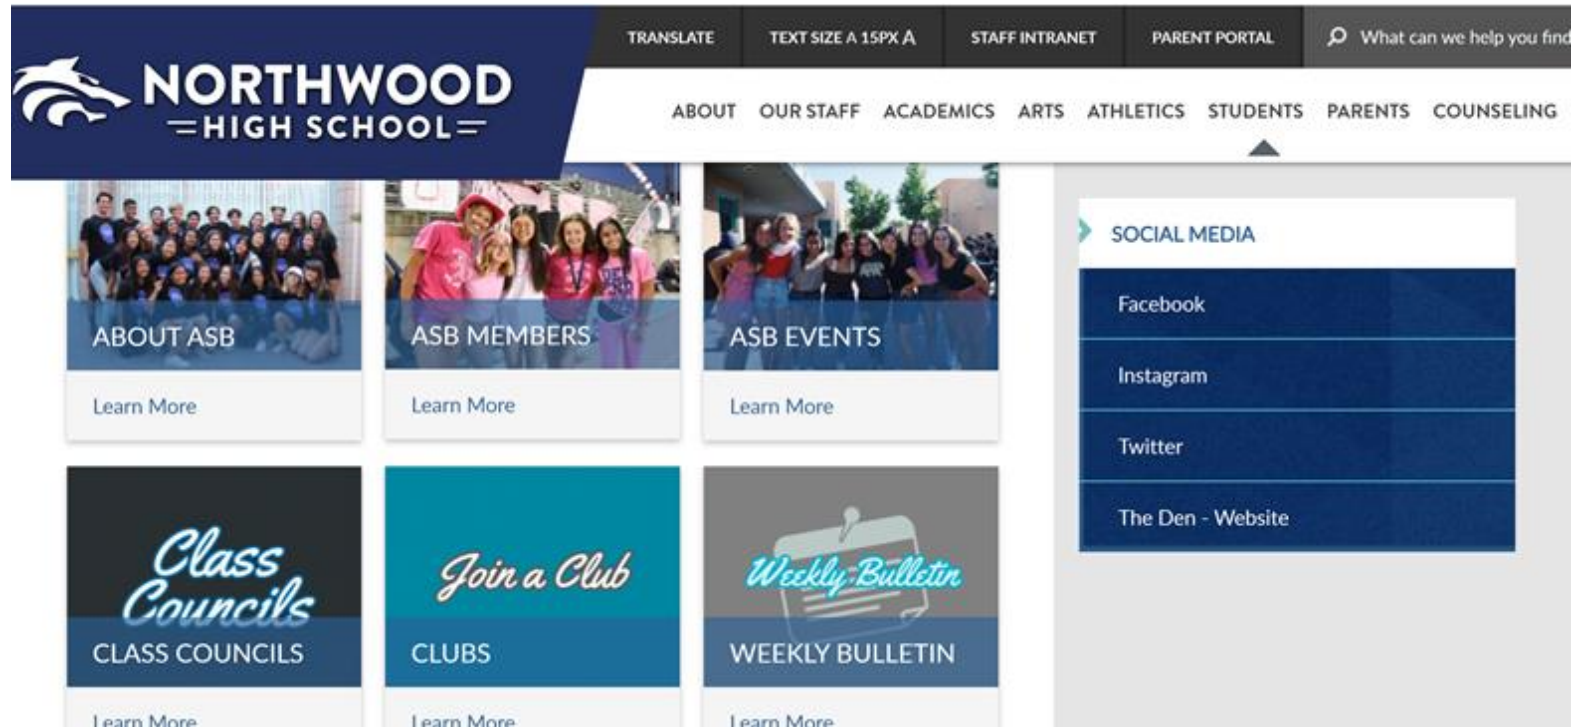 TRANSLATE
TEXT SIZE A 15PX A
STAFF INTRANET
PARENT PORTAL
What can we help you find
NORTHWOOD
HIGH SCHOOL
ABOUT
OUR STAFF
ACADEMICS
ARTS
ATHLETICS
STUDENTS
PARENTS
COUNSELING
ABOUT ASB
Learn More
ASB MEMBERS
Learn More
ASB EVENTS
Learn More
Class
Councils
CLASS COUNCILS
Learn More
Join a Club
CLUBS
Learn More
Weekly Bulletin
WEEKLY BULLETIN
Learn More
SOCIAL MEDIA
Facebook
Instagram
Twitter
The Den - Website